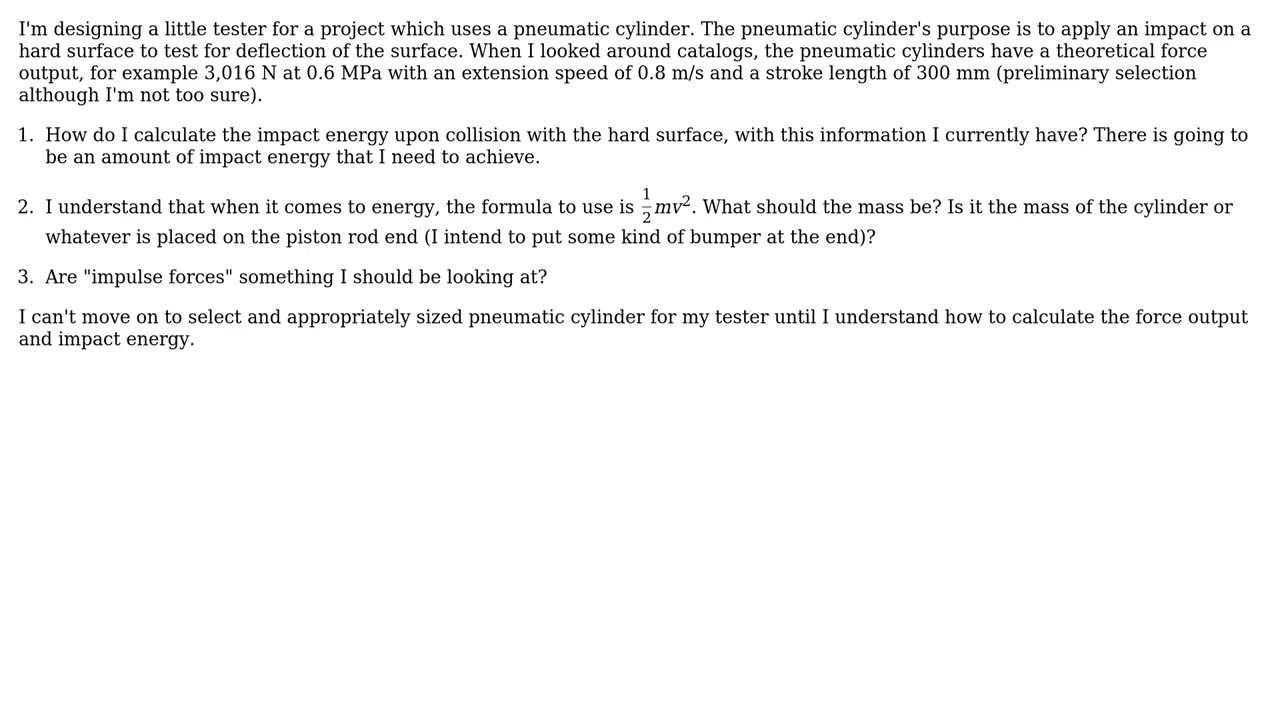 I'm designing a little tester for a project which uses a pneumatic cylinder. The pneumatic cylinder's purpose is to apply an impact on a
hard surface to test for deflection of the surface. When I looked around catalogs, the pneumatic cylinders have a theoretical force
output, for example 3,016 N at 0.6 MPa with an extension speed of 0.8 m/s and a stroke length of 300 mm (preliminary selection
although I'm not too sure).
1. How do I calculate the impact energy upon collision with the hard surface, with this information I currently have? There is going to
be an amount of impact energy that I need to achieve.
2. I understand that when it comes to energy, the formula to use is $\frac{1}{2}mv^2$. What should the mass be? Is it the mass of the cylinder or
whatever is placed on the piston rod end (I intend to put some kind of bumper at the end)?
3. Are "impulse forces" something I should be looking at?
I can't move on to select and appropriately sized pneumatic cylinder for my tester until I understand how to calculate the force output
and impact energy.